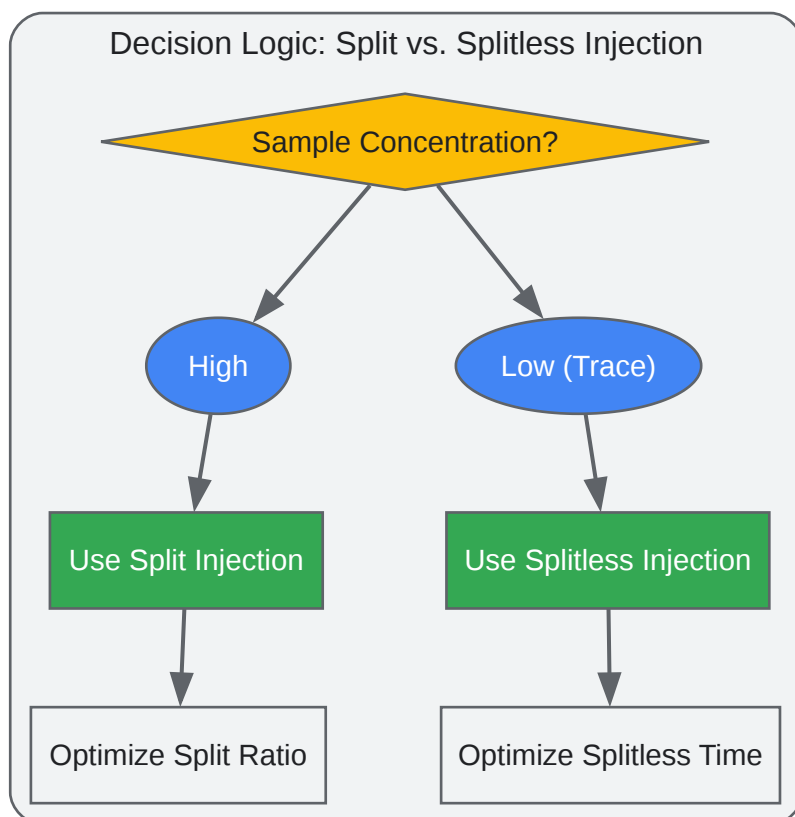 Decision Logic: Split vs. Splitless Injection
Sample Concentration?
High
Low (Trace)
Use Split Injection
Use Splitless Injection
Optimize Split Ratio
Optimize Splitless Time